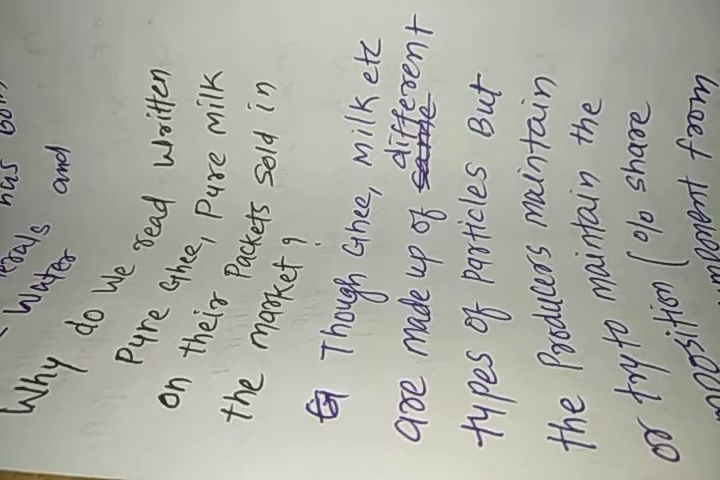 Water and
Why do We read Written
Pure Ghee, Pure Milk
on their Packets Sold in
the market ?
Though Ghee, Milk etc
are made up of different
types of particles But
the Producers maintain
or try to maintain the
(% share